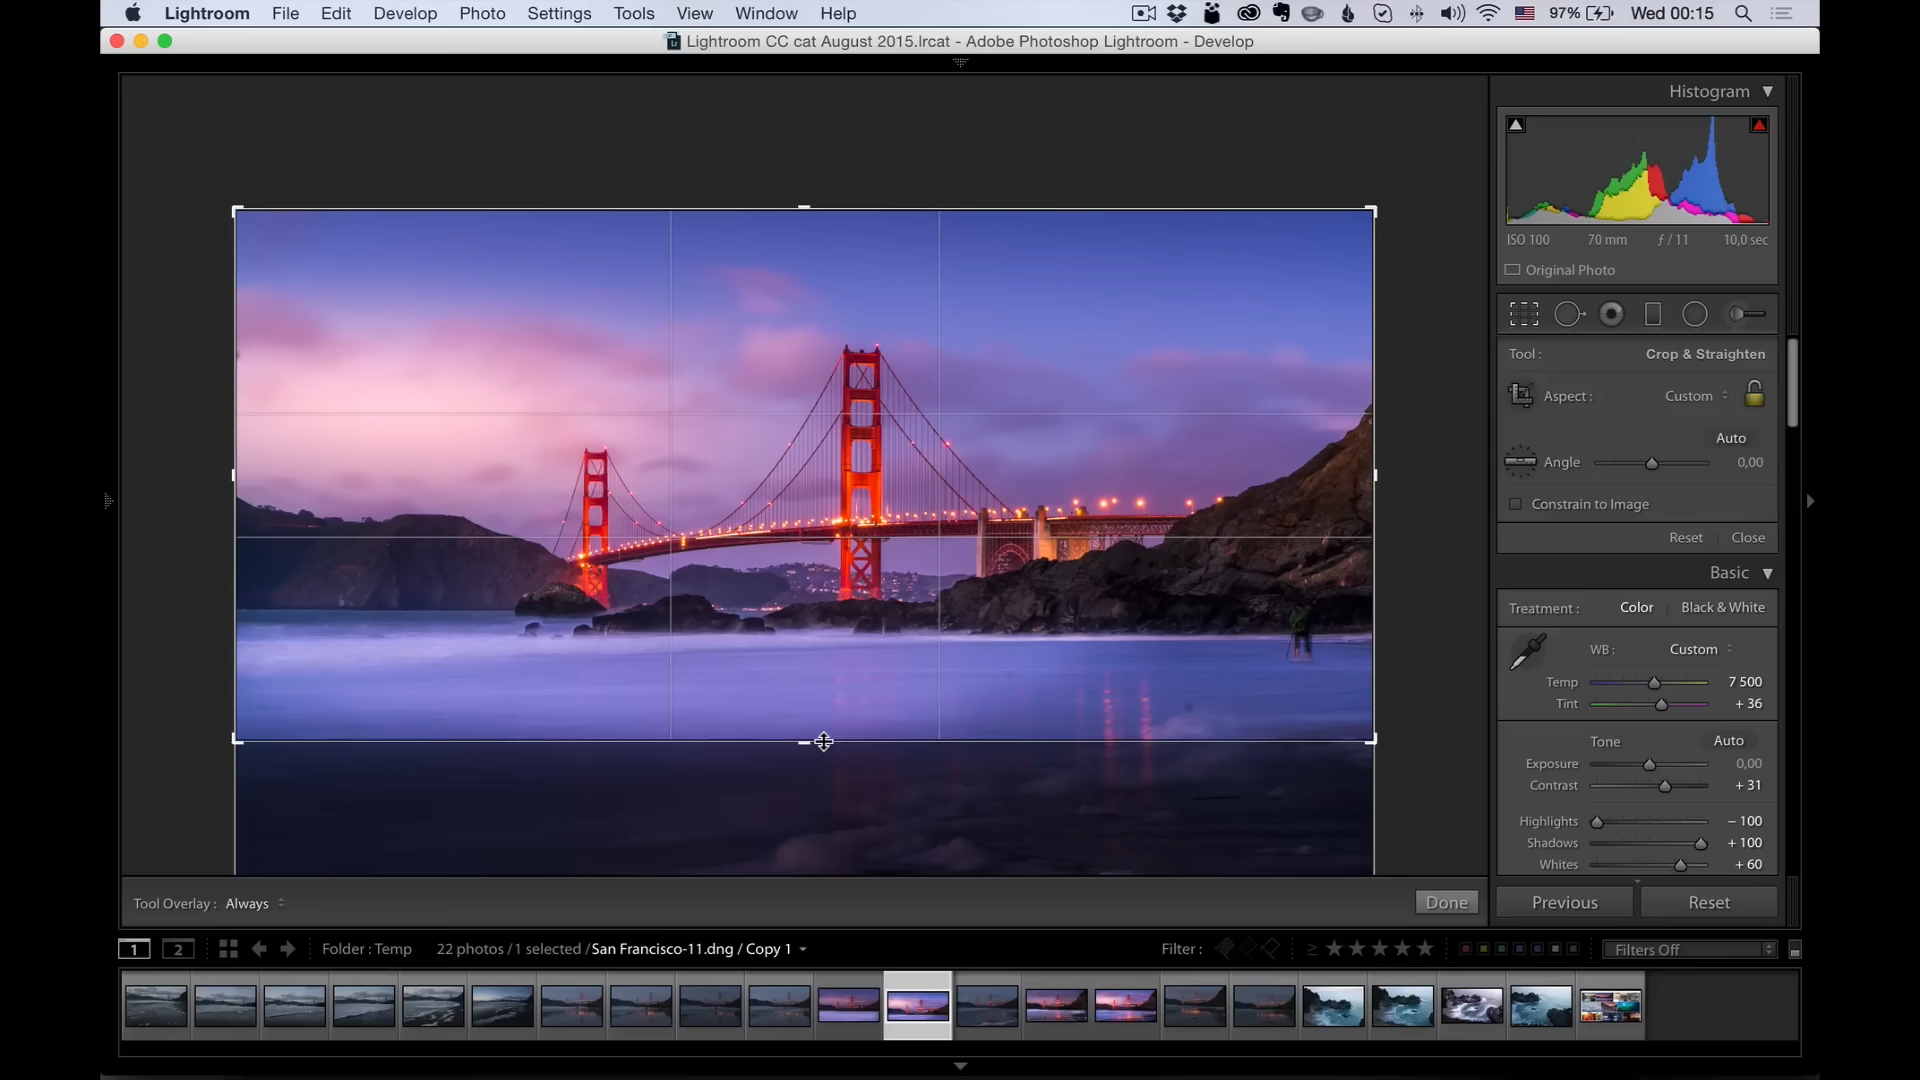 Lightroom File Edit Develop Photo Settings Tools View Window Help 97% Wed 00:15
Lightroom CC cat August 2015.lrcat - Adobe Photoshop Lightroom - Develop
Histogram
ISO 100 70 mm ƒ / 11 10,0 sec
Original Photo
Tool : Crop & Straighten
Aspect : Custom
Auto
Angle 0,00
Constrain to Image
Reset Close
Basic
Treatment : Color Black & White
WB : Custom
Temp 7 500
Tint + 36
Tone Auto
Exposure 0,00
Contrast + 31
Highlights − 100
Shadows + 100
Whites + 60
Tool Overlay : Always Done Previous Reset
1 2 Folder : Temp 22 photos / 1 selected / San Francisco-11.dng / Copy 1 Filter : ≥ Filters Off